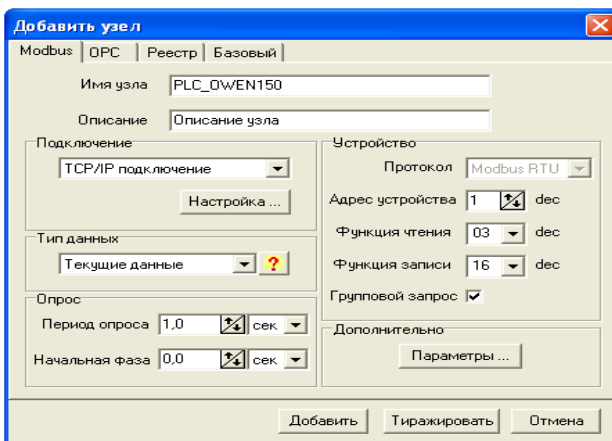 Добавить узел
Modbus OPC Реестр Базовый
Имя узла PLC_OWEN150
Описание Описание узла
Подключение
TCP/IP подключение
Настройка ...
Тип данных
Текущие данные ?
Опрос
Период опроса 1,0 сек
Начальная фаза 0,0 сек
Устройство
Протокол Modbus RTU
Адрес устройства 1 dec
Функция чтения 03 dec
Функция записи 16 dec
Групповой запрос
Дополнительно
Параметры ...
Добавить Тиражировать Отмена